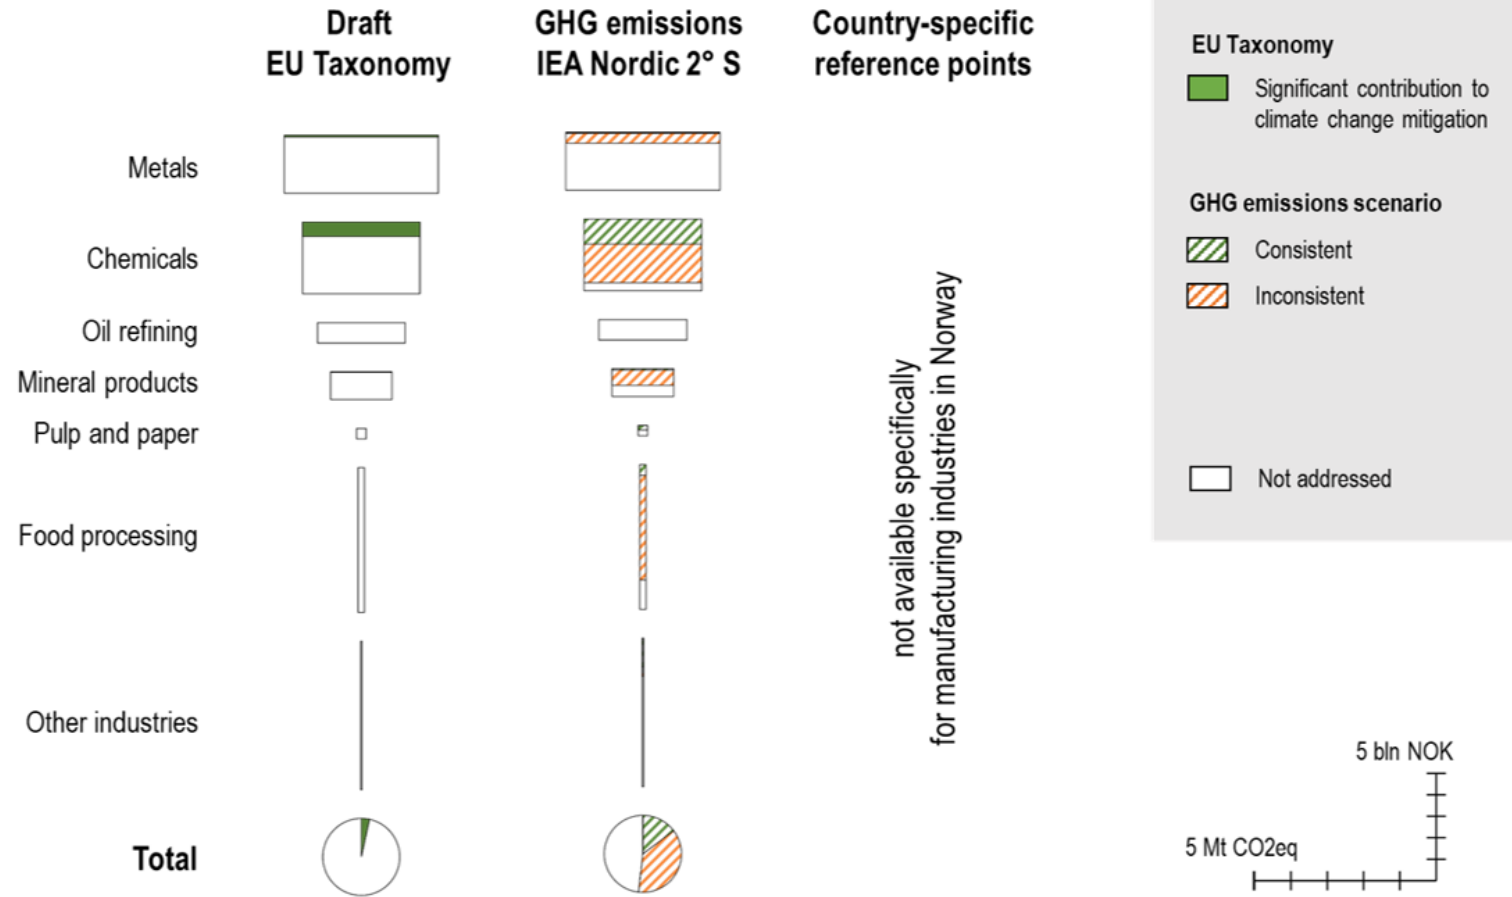 Draft
EU Taxonomy
GHG emissions
IEA Nordic 2° S
Country-specific
reference points
Metals
Chemicals
Oil refining
Mineral products
Pulp and paper
Food processing
Other industries
Total
not available specifically
for manufacturing industries in Norway
EU Taxonomy
Significant contribution to
climate change mitigation
GHG emissions scenario
Consistent
Inconsistent
Not addressed
5 bln NOK
5 Mt CO2eq